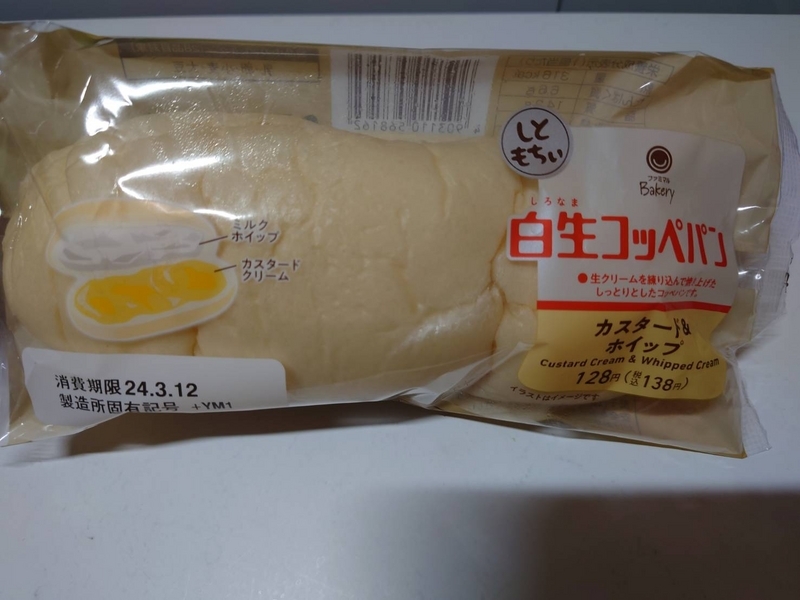 4 903110 568162
しと
もちぃ
ファミマル
Bakery
しろなま
白生コッペパン
●生クリームを練り込んで焼き上げた
しっとりとしたコッペパンです。
ミルク
ホイップ
カスタード
クリーム
カスタード&
ホイップ
Custard Cream & Whipped Cream
128円(税込138円)
イラストはイメージです
消費期限 24.3.12
製造所固有記号 +YM1